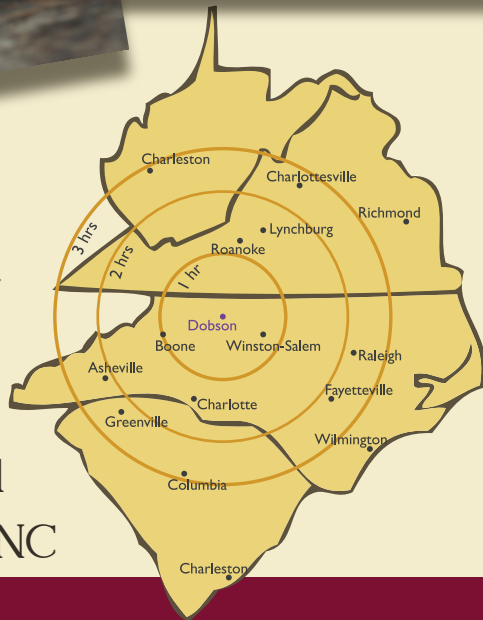 Charleston
Charlottesville
Richmond
Lynchburg
Roanoke
3 hrs
2 hrs
1 hr
Dobson
Boone
Winston-Salem
Raleigh
Asheville
Fayetteville
Charlotte
Greenville
Wilmington
Columbia
NC
Charleston